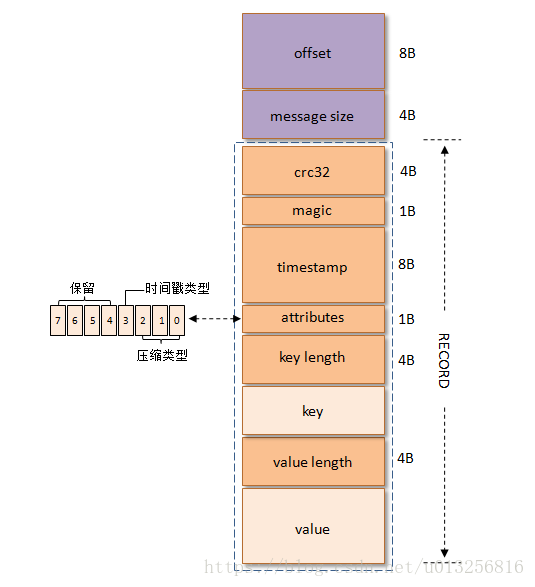 offset
8B
message size
4B
crc32
4B
magic
1B
timestamp
8B
保留
时间戳类型
7 6 5 4 3 2 1 0
压缩类型
attributes
1B
key length
4B
key
value length
4B
value
RECORD
https://blog.csdn.net/u013256816